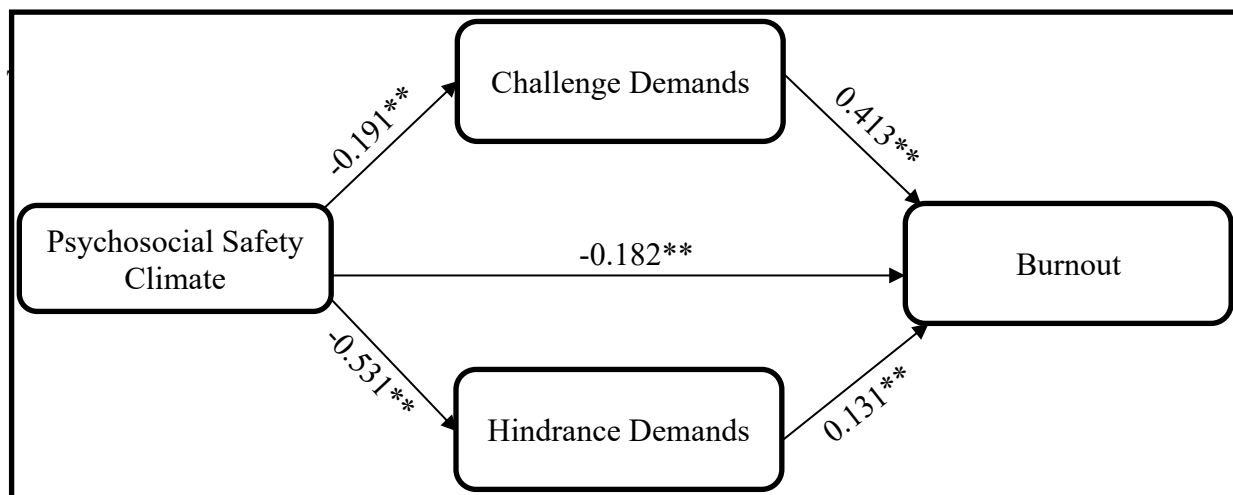 Challenge Demands
-0.191**
0.413**
Psychosocial Safety
Climate
-0.182**
Burnout
-0.531**
0.131**
Hindrance Demands